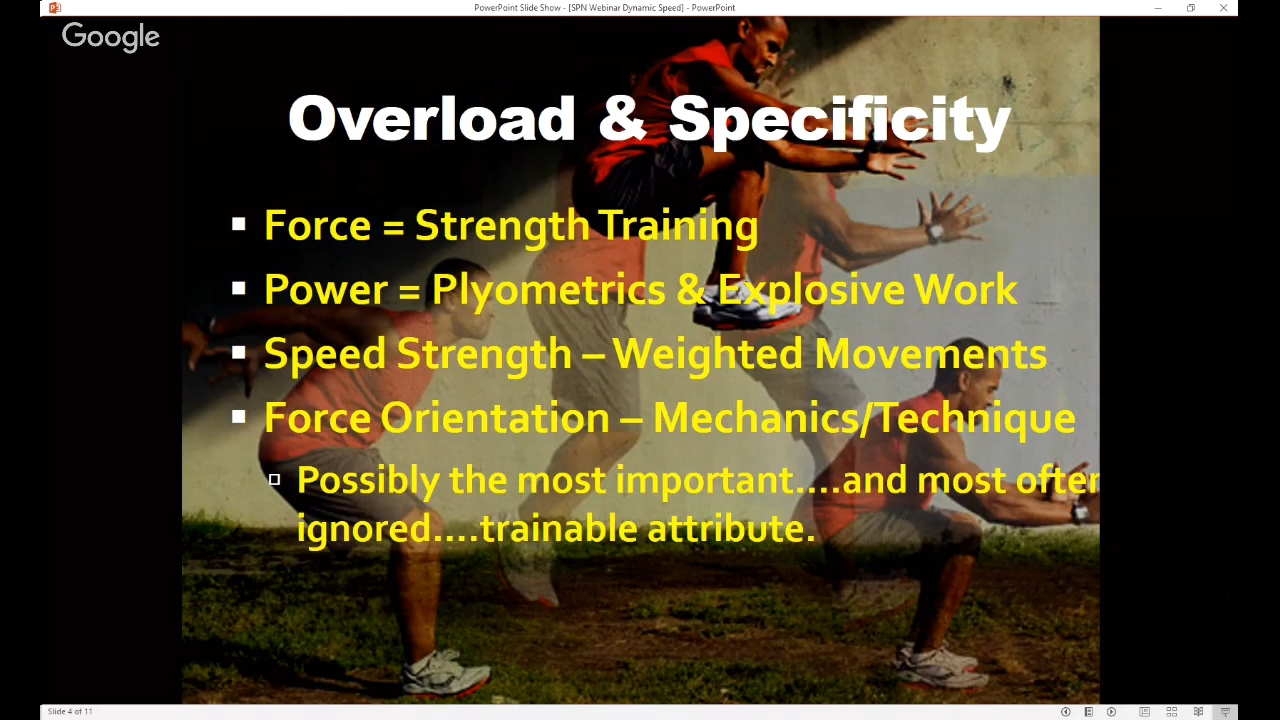 PowerPoint Slide Show - [SPN Webinar Dynamic Speed] - PowerPoint
Google
Overload & Specificity
Force = Strength Training
Power = Plyometrics & Explosive Work
Speed Strength – Weighted Movements
Force Orientation – Mechanics/Technique
Possibly the most important....and most often
ignored....trainable attribute.
Slide 4 of 11